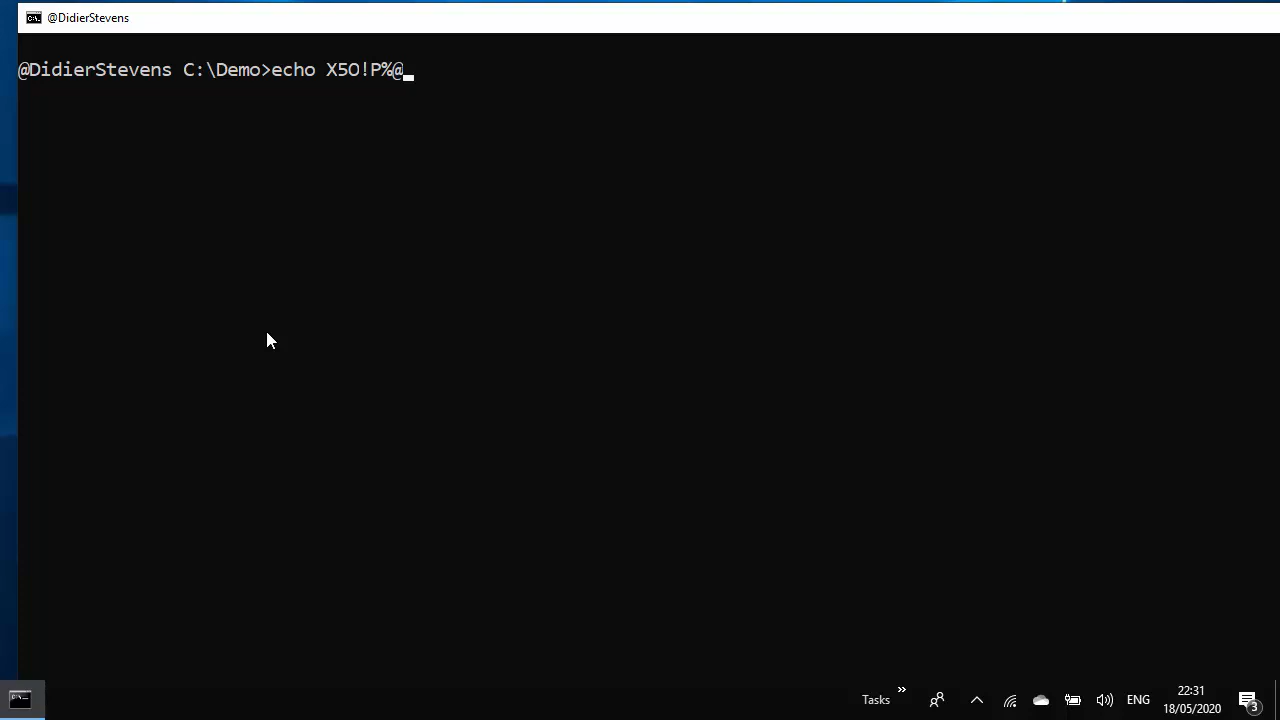 @DidierStevens
@DidierStevens C:\Demo>echo X5O!P%@
Tasks
ENG
22:31
18/05/2020
3